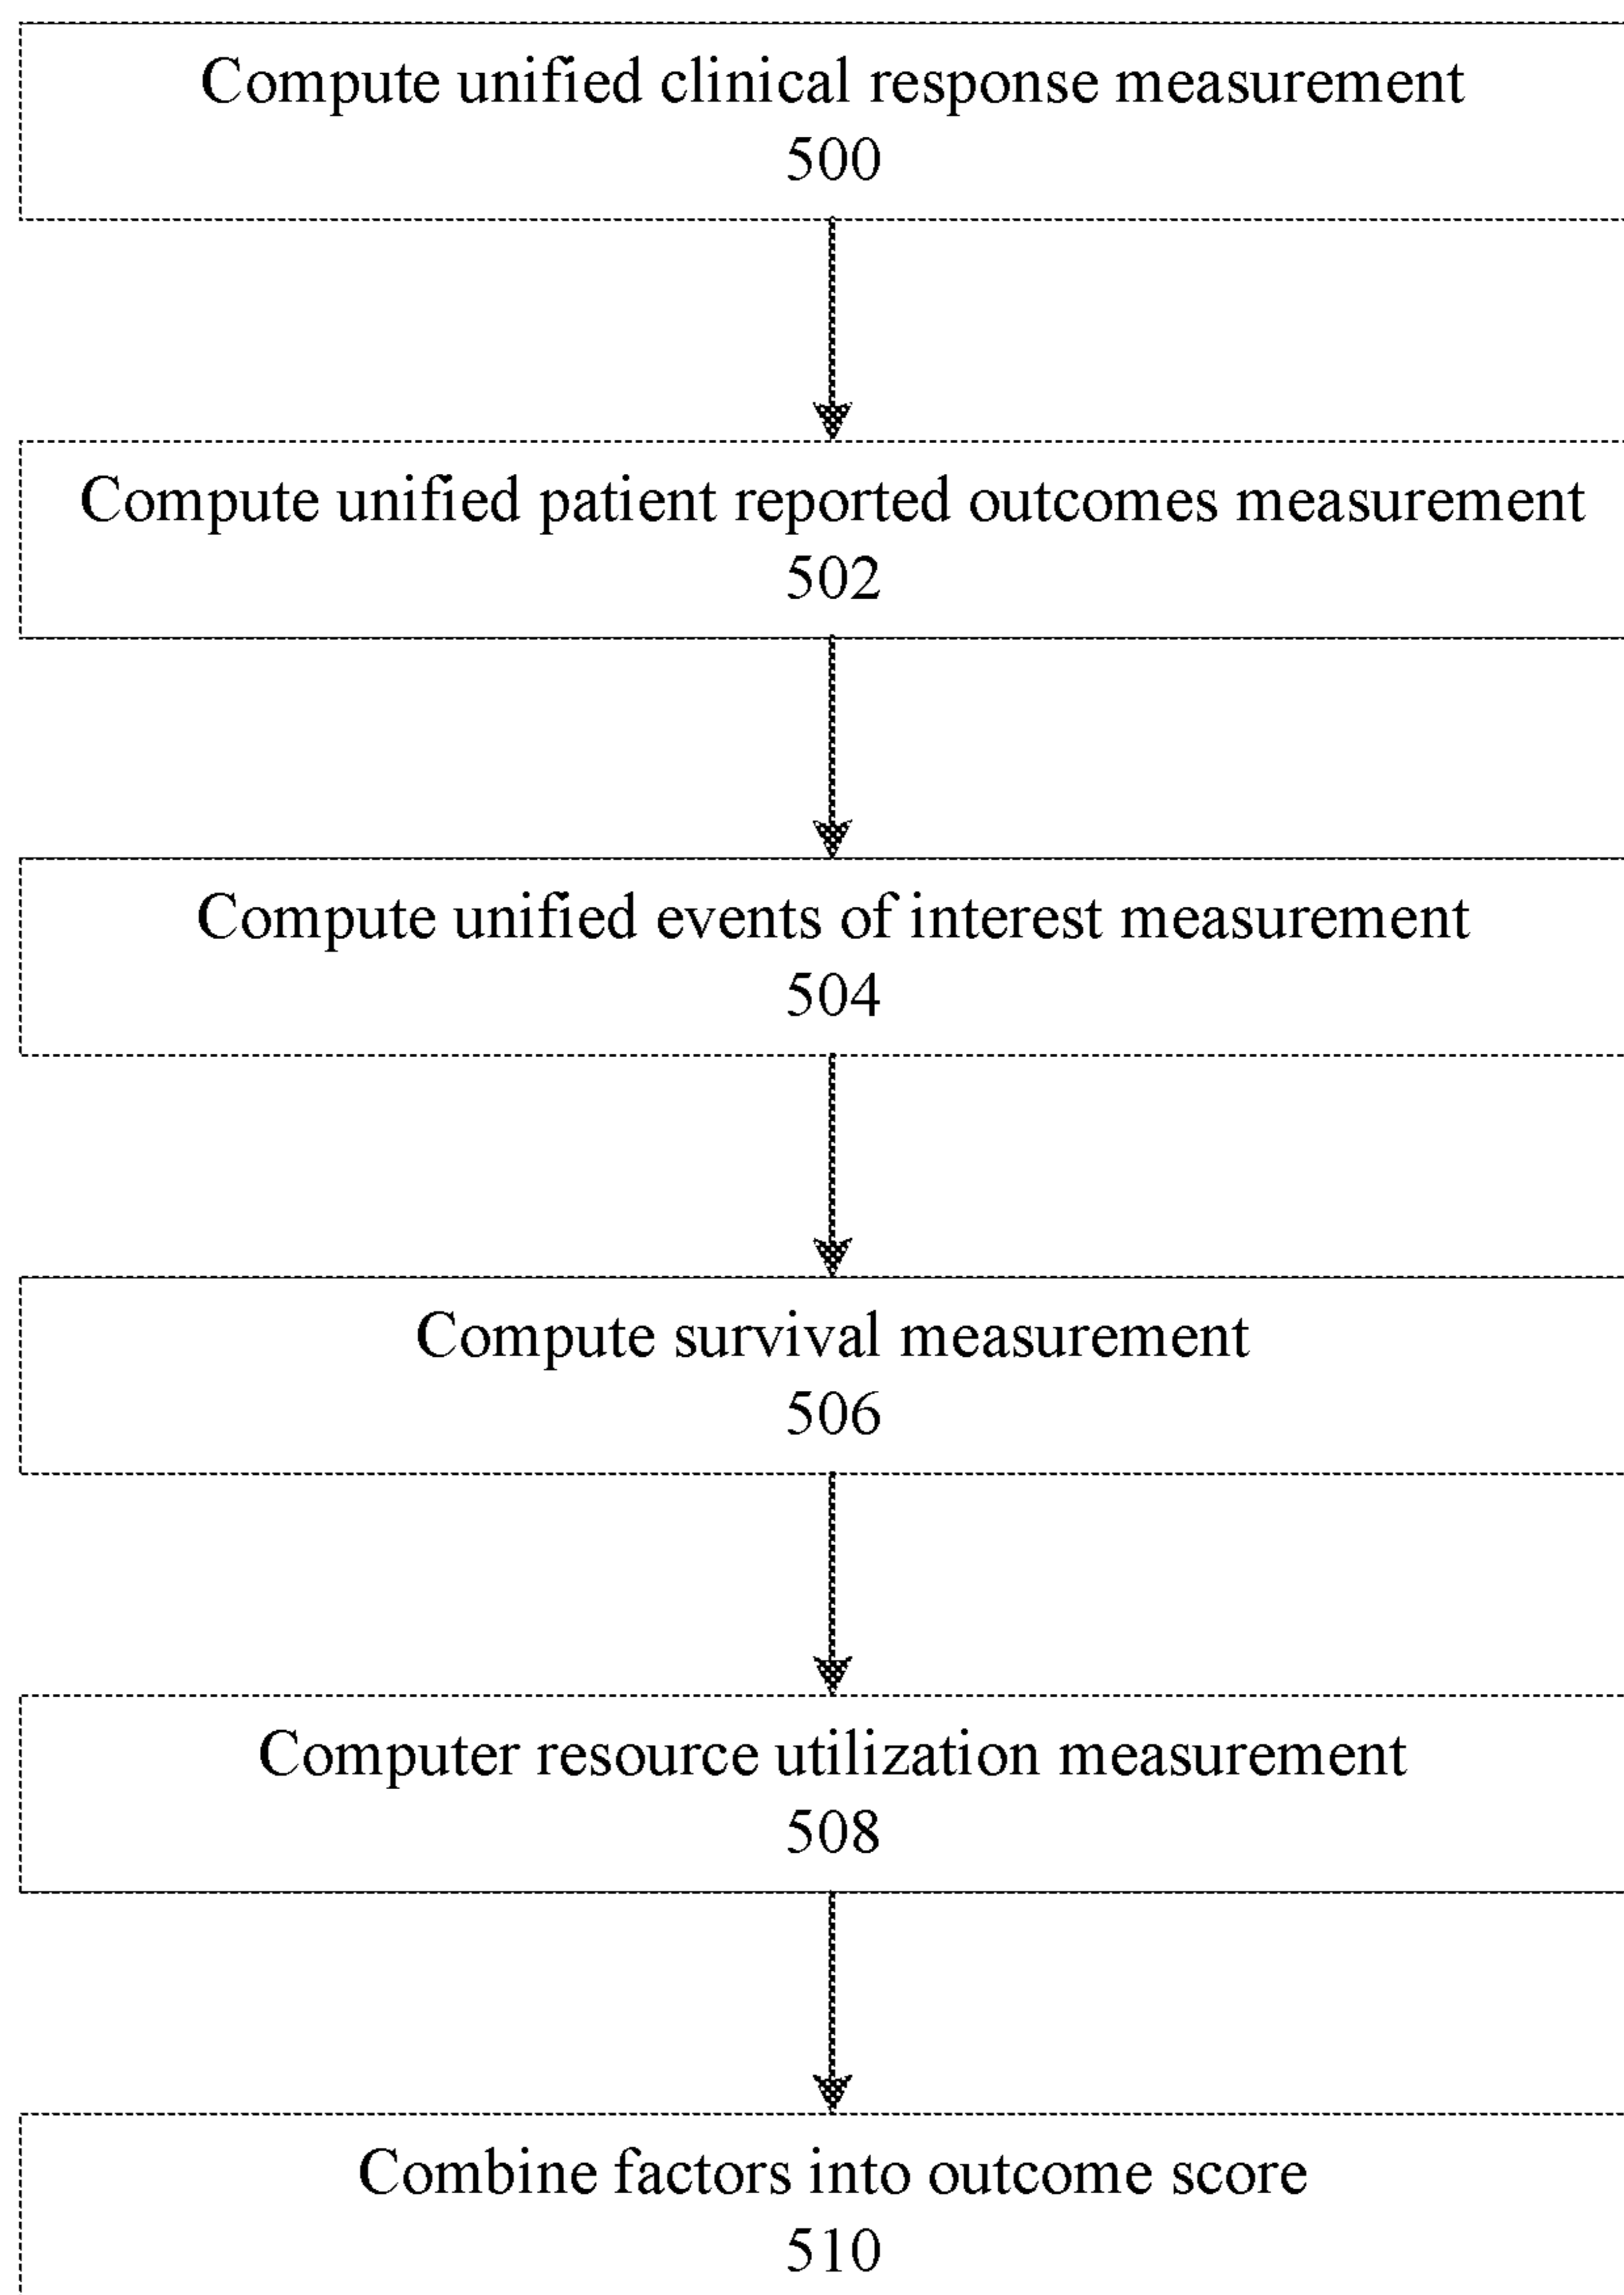 Compute unified clinical response measurement
500
Compute unified patient reported outcomes measurement
502
Compute unified events of interest measurement
504
Compute survival measurement
506
Computer resource utilization measurement
508
Combine factors into outcome score
510